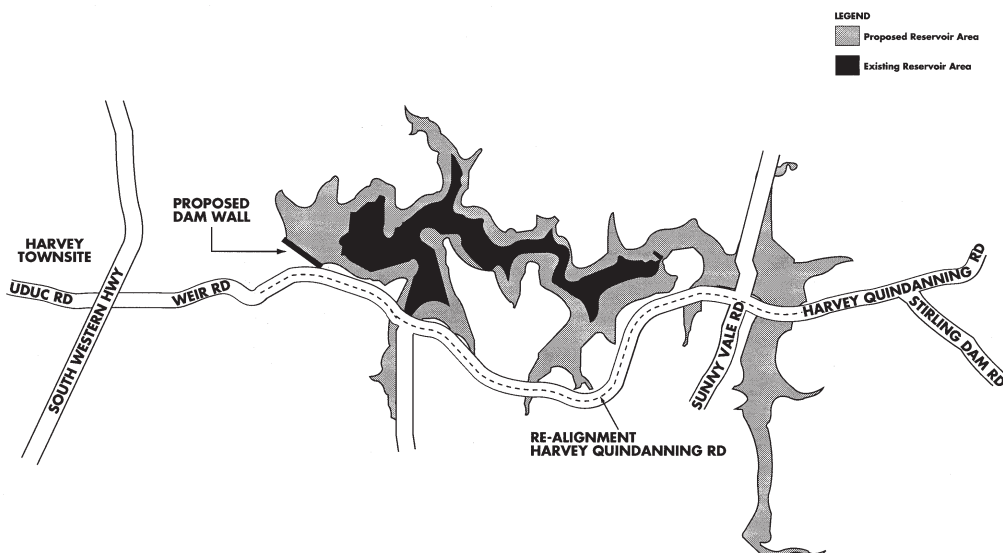 LEGEND
Proposed Reservoir Area
Existing Reservoir Area
PROPOSED
DAM WALL
HARVEY
TOWNSITE
UDUC RD
WEIR RD
SOUTH WESTERN HWY
HARVEY QUINDANNING RD
STIRLING DAM RD
SUNNY VALE RD
RE-ALIGNMENT
HARVEY QUINDANNING RD